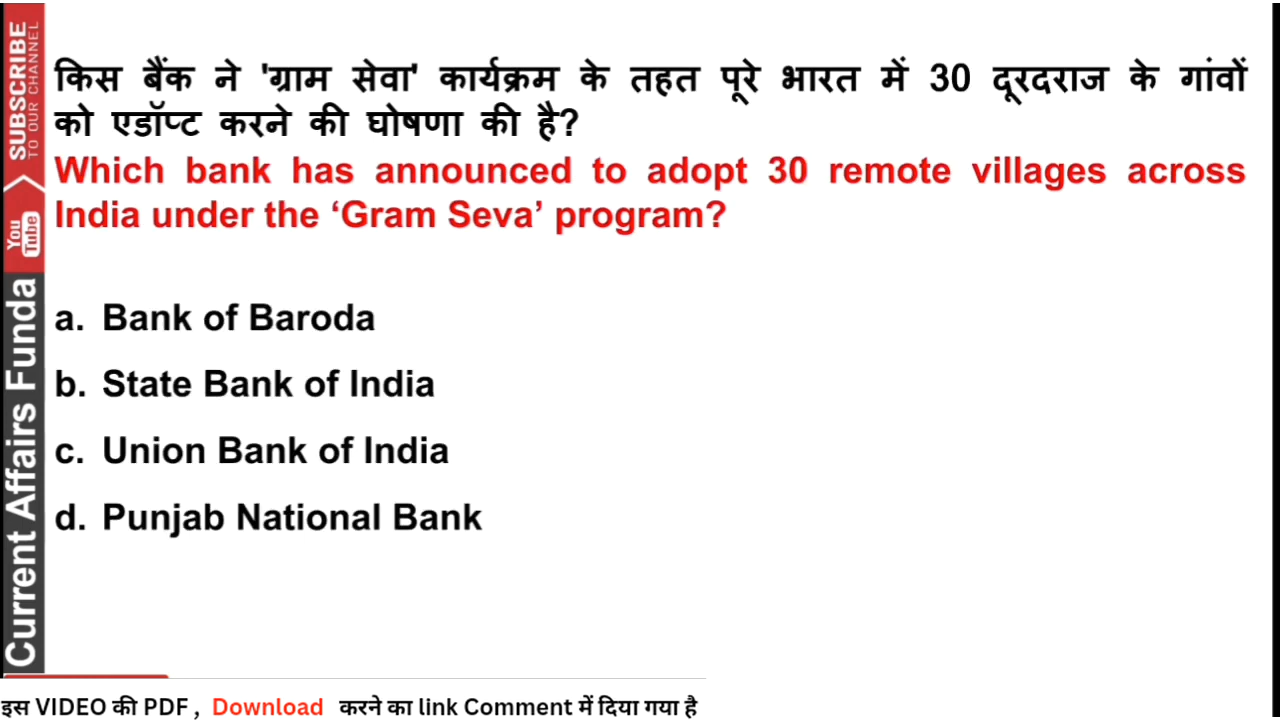 किस बैंक ने 'ग्राम सेवा' कार्यक्रम के तहत पूरे भारत में 30 दूरदराज के गांवों
को एडॉप्ट करने की घोषणा की है?
Which bank has announced to adopt 30 remote villages across
India under the ‘Gram Seva’ program?
a. Bank of Baroda
b. State Bank of India
c. Union Bank of India
d. Punjab National Bank
SUBSCRIBE
TO OUR CHANNEL
You
Tube
Current Affairs Funda
इस VIDEO की PDF , Download करने का link Comment में दिया गया है